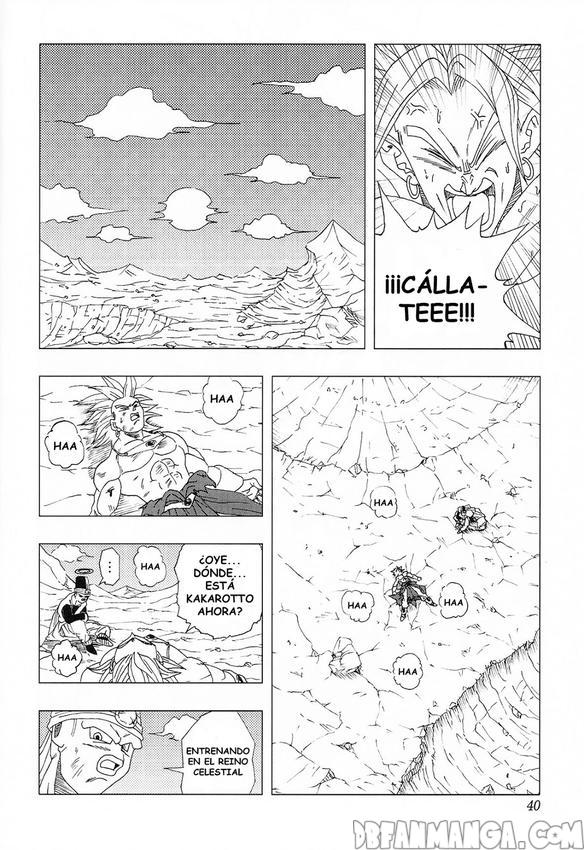 ¡¡¡CÁLLA-
TEEE!!!
HAA
HAA
HAA
HAA
HAA
HAA
...
HAA
HAA
¿OYE,
DÓNDE...
ESTÁ
KAKAROTTO
AHORA?
ENTRENANDO
EN EL REINO
CELESTIAL
40
DBFANMANGA.COM